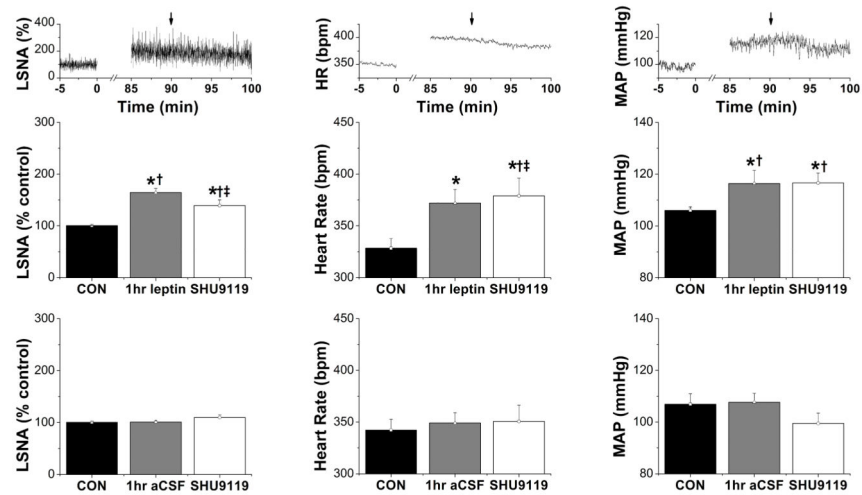 LSNA (%)
400
300
200
100
0
-5 0 85 90 95 100
Time (min)
HR (bpm)
400
350
-5 0 85 90 95 100
Time (min)
MAP (mmHg)
120
100
-5 0 85 90 95 100
Time (min)
LSNA (% control)
300
200
100
0
*†
*†‡
CON 1hr leptin SHU9119
Heart Rate (bpm)
450
400
350
300
*
*†‡
CON 1hr leptin SHU9119
MAP (mmHg)
140
120
100
80
*†
*†
CON 1hr leptin SHU9119
LSNA (% control)
300
200
100
0
CON 1hr aCSF SHU9119
Heart Rate (bpm)
450
400
350
300
CON 1hr aCSF SHU9119
MAP (mmHg)
140
120
100
80
CON 1hr aCSF SHU9119